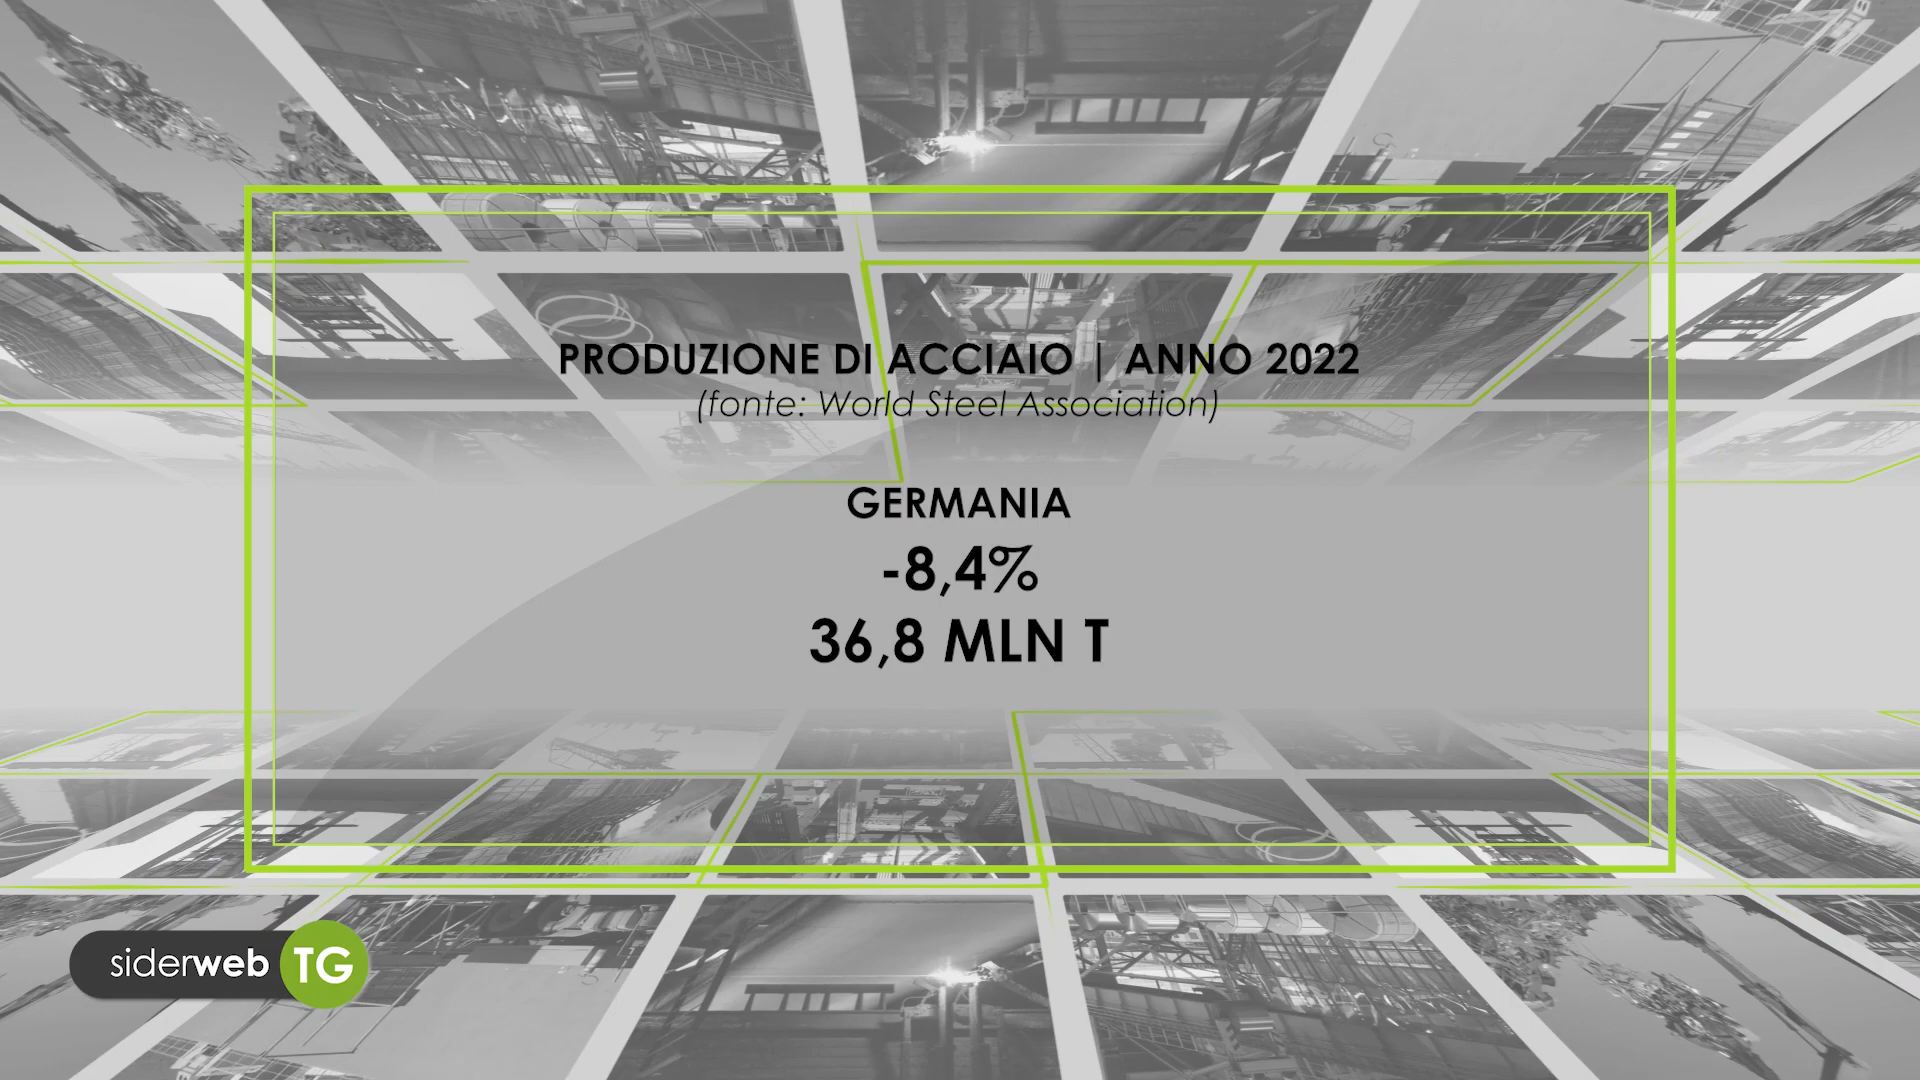 PRODUZIONE DI ACCIAIO | ANNO 2022
(fonte: World Steel Association)
GERMANIA
-8,4%
36,8 MLN T
siderweb TG